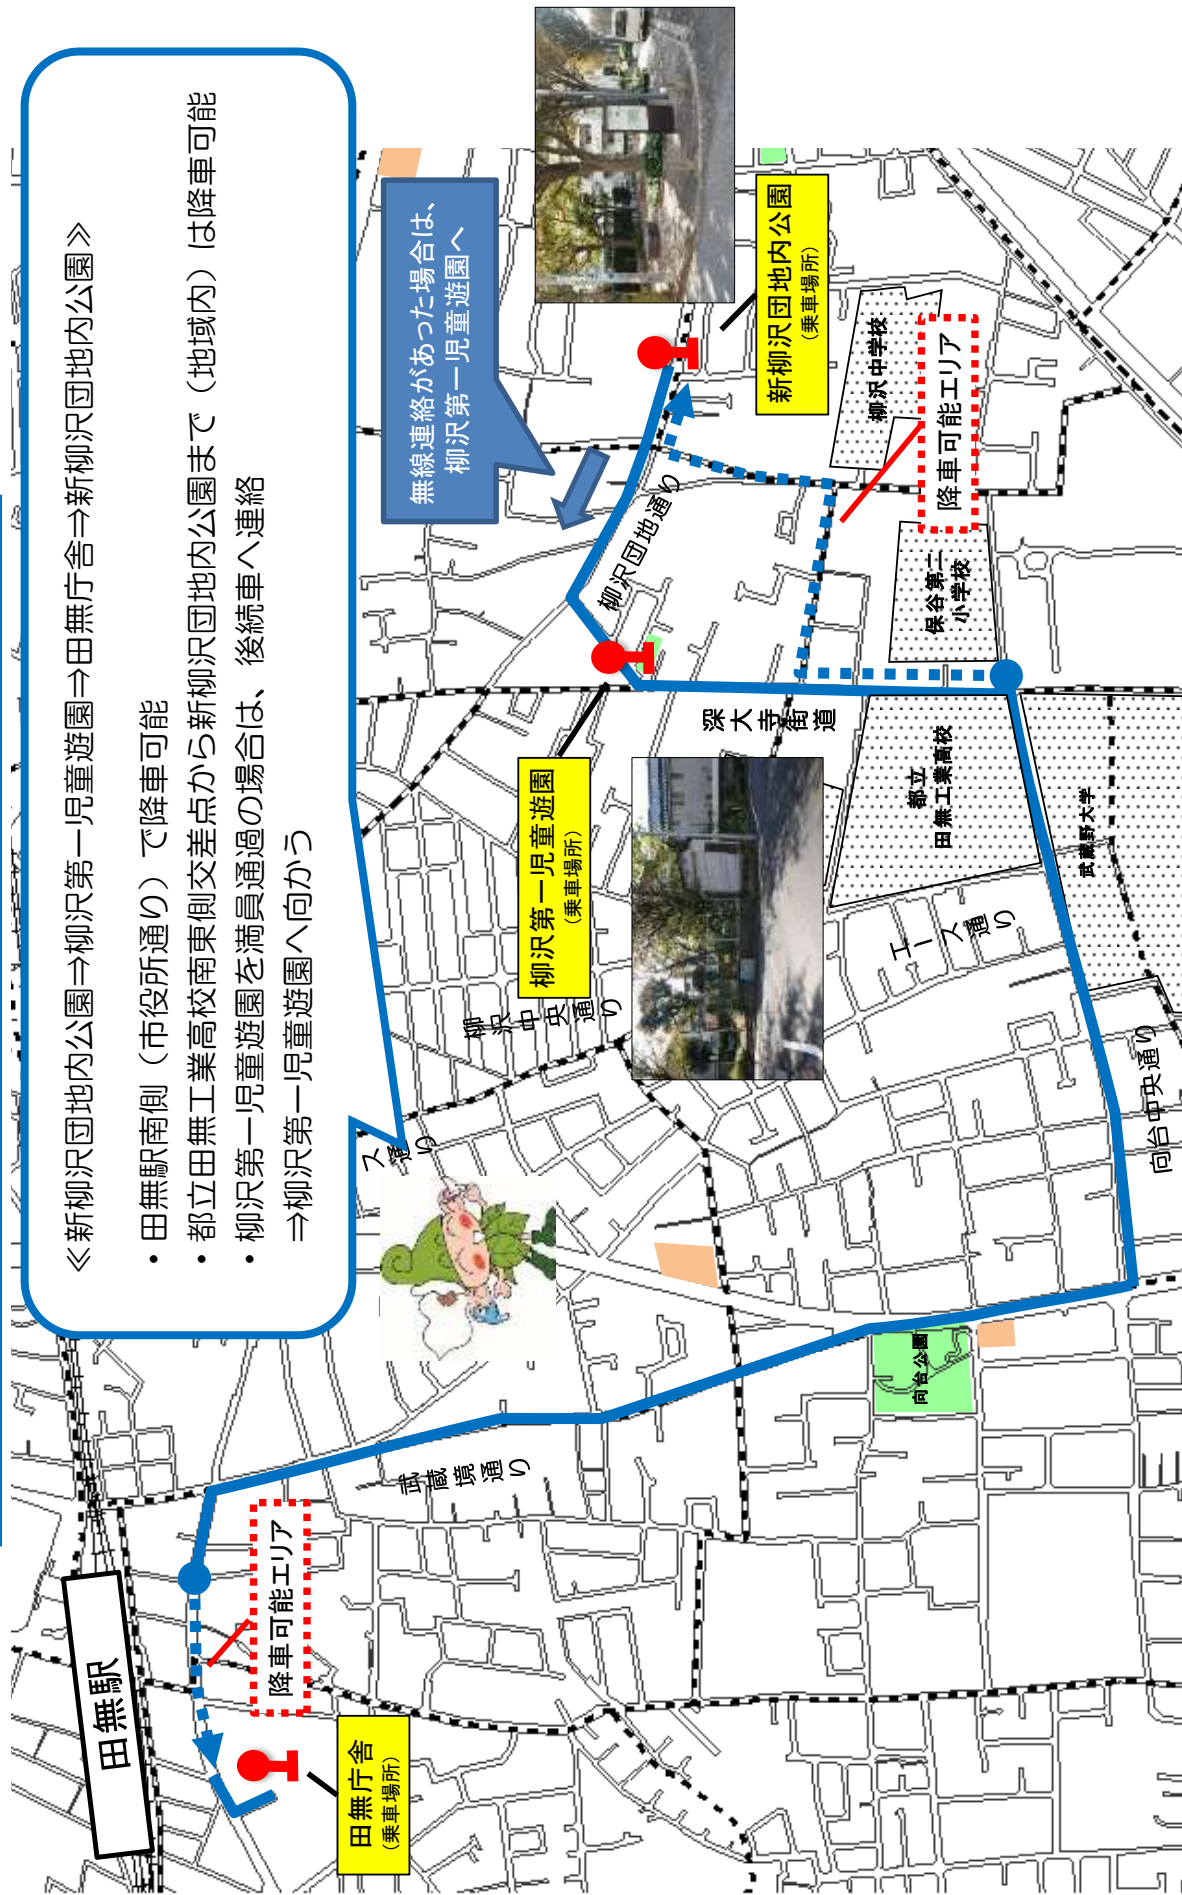 ≪新柳沢団地内公園⇒柳沢第一児童遊園⇒田無庁舎⇒新柳沢団地内公園≫
・田無駅南側（市役所通り）で降車可能
・都立田無工業高校南東側交差点から新柳沢団地内公園まで（地域内）は降車可能
・柳沢第一児童遊園を満員通過の場合は、後続車へ連絡
⇒柳沢第一児童遊園へ向かう
無線連絡があった場合は、
柳沢第一児童遊園へ
田無駅
降車可能エリア
田無庁舎
（乗車場所）
武蔵境通り
ス通り
柳沢中央通り
柳沢第一児童遊園
（乗車場所）
柳沢団地通り
新柳沢団地内公園
（乗車場所）
深大寺街道
柳沢中学校
降車可能エリア
保谷第二
小学校
都立
田無工業高校
武蔵野大学
エース通り
向台公園
向台中央通り